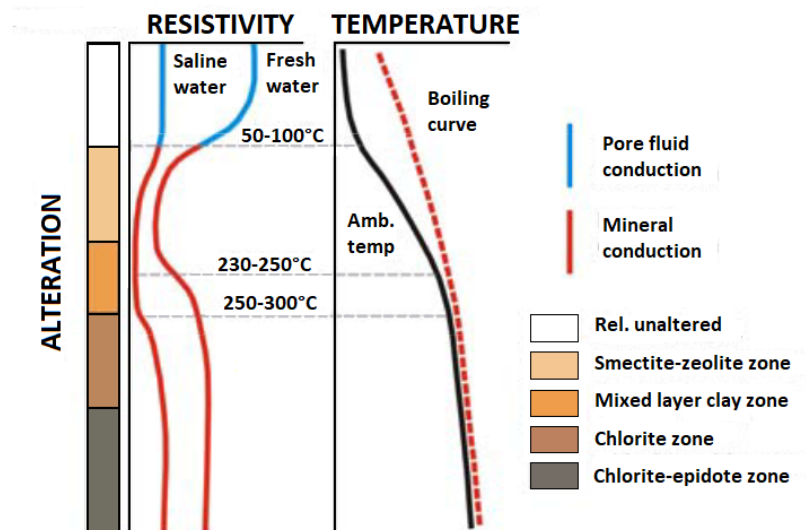 RESISTIVITY
TEMPERATURE
Saline
water
Fresh
water
Boiling
curve
50-100°C
Amb.
temp
230-250°C
250-300°C
ALTERATION
Pore fluid
conduction
Mineral
conduction
Rel. unaltered
Smectite-zeolite zone
Mixed layer clay zone
Chlorite zone
Chlorite-epidote zone